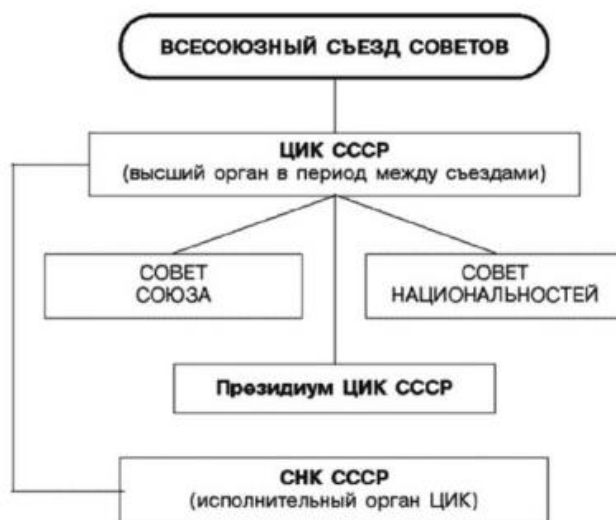 ВСЕСОЮЗНЫЙ СЪЕЗД СОВЕТОВ
ЦИК СССР
(высший орган в период между съездами)
СОВЕТ
СОЮЗА
СОВЕТ
НАЦИОНАЛЬНОСТЕЙ
Президиум ЦИК СССР
СНК СССР
(исполнительный орган ЦИК)